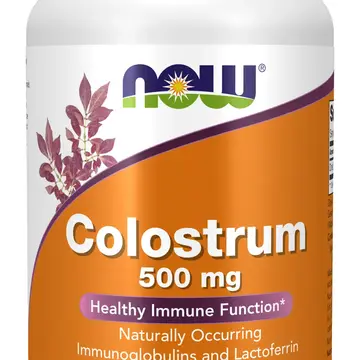 NOW®
Colostrum
500 mg
Healthy Immune Function*
Naturally Occurring
Immunoglobulins and Lactoferrin